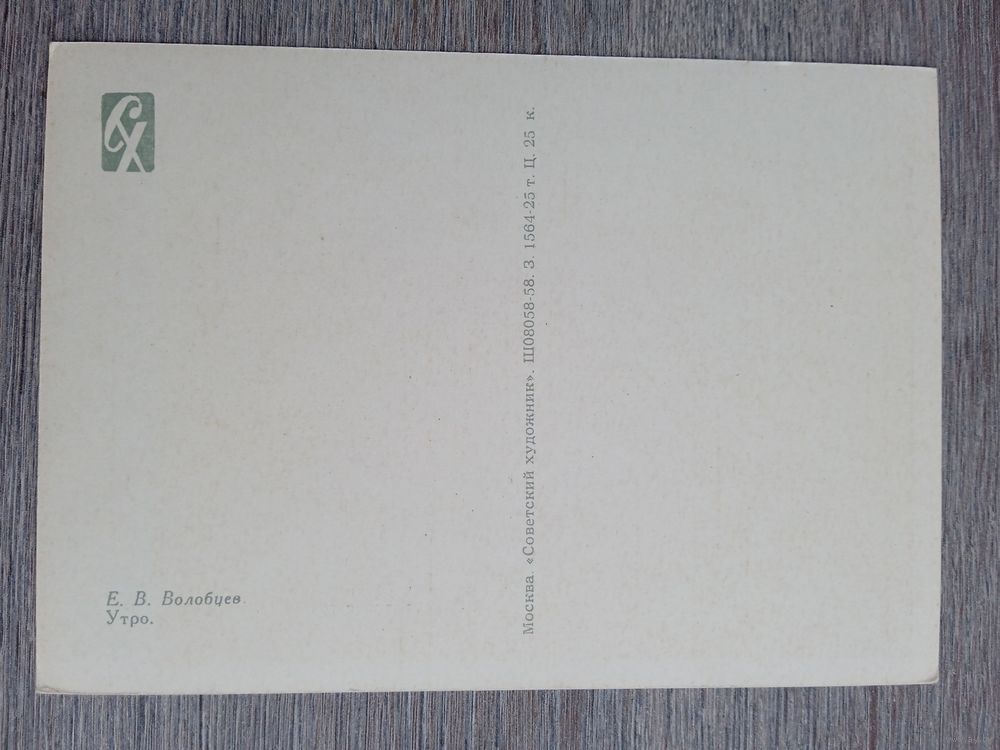 СХ
Е. В. Волобуев.
Утро.
Москва. «Советский художник». Ш08058-58. З. 1564-25 т. Ц. 25 к.